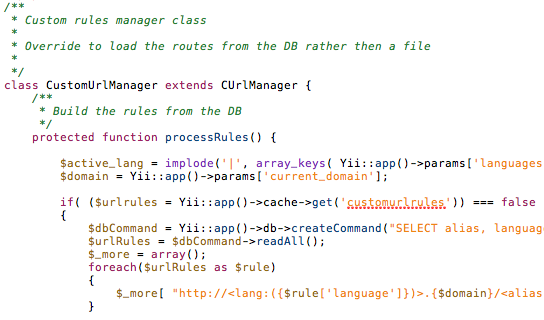 /**
 * Custom rules manager class
 *
 * Override to load the routes from the DB rather then a file
 *
 */
class CustomUrlManager extends CUrlManager {
    /**
     * Build the rules from the DB
     */
    protected function processRules() {
        $active_lang = implode('|', array_keys( Yii::app()->params['languages
        $domain = Yii::app()->params['current_domain'];
        if( ($urlrules = Yii::app()->cache->get('customurlrules')) === false
        {
            $dbCommand = Yii::app()->db->createCommand("SELECT alias, languag
            $urlRules = $dbCommand->readAll();
            $_more = array();
            foreach($urlRules as $rule)
            {
                $_more[ "http://<lang:({$rule['language']})>.{$domain}/<alias
            }